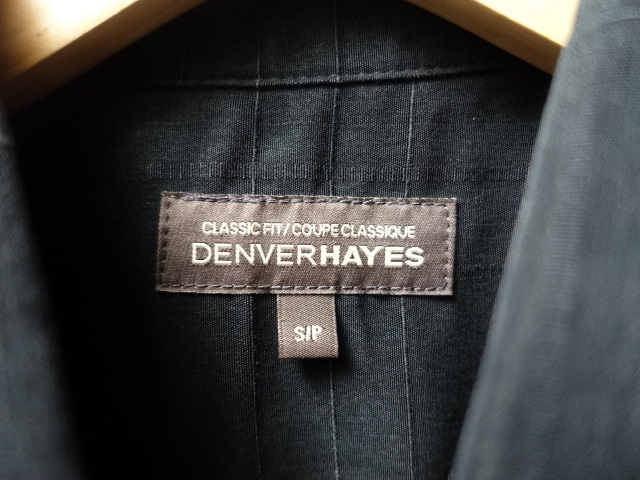 CLASSIC FIT/COUPE CLASSIQUE
DENVERHAYES
S/P